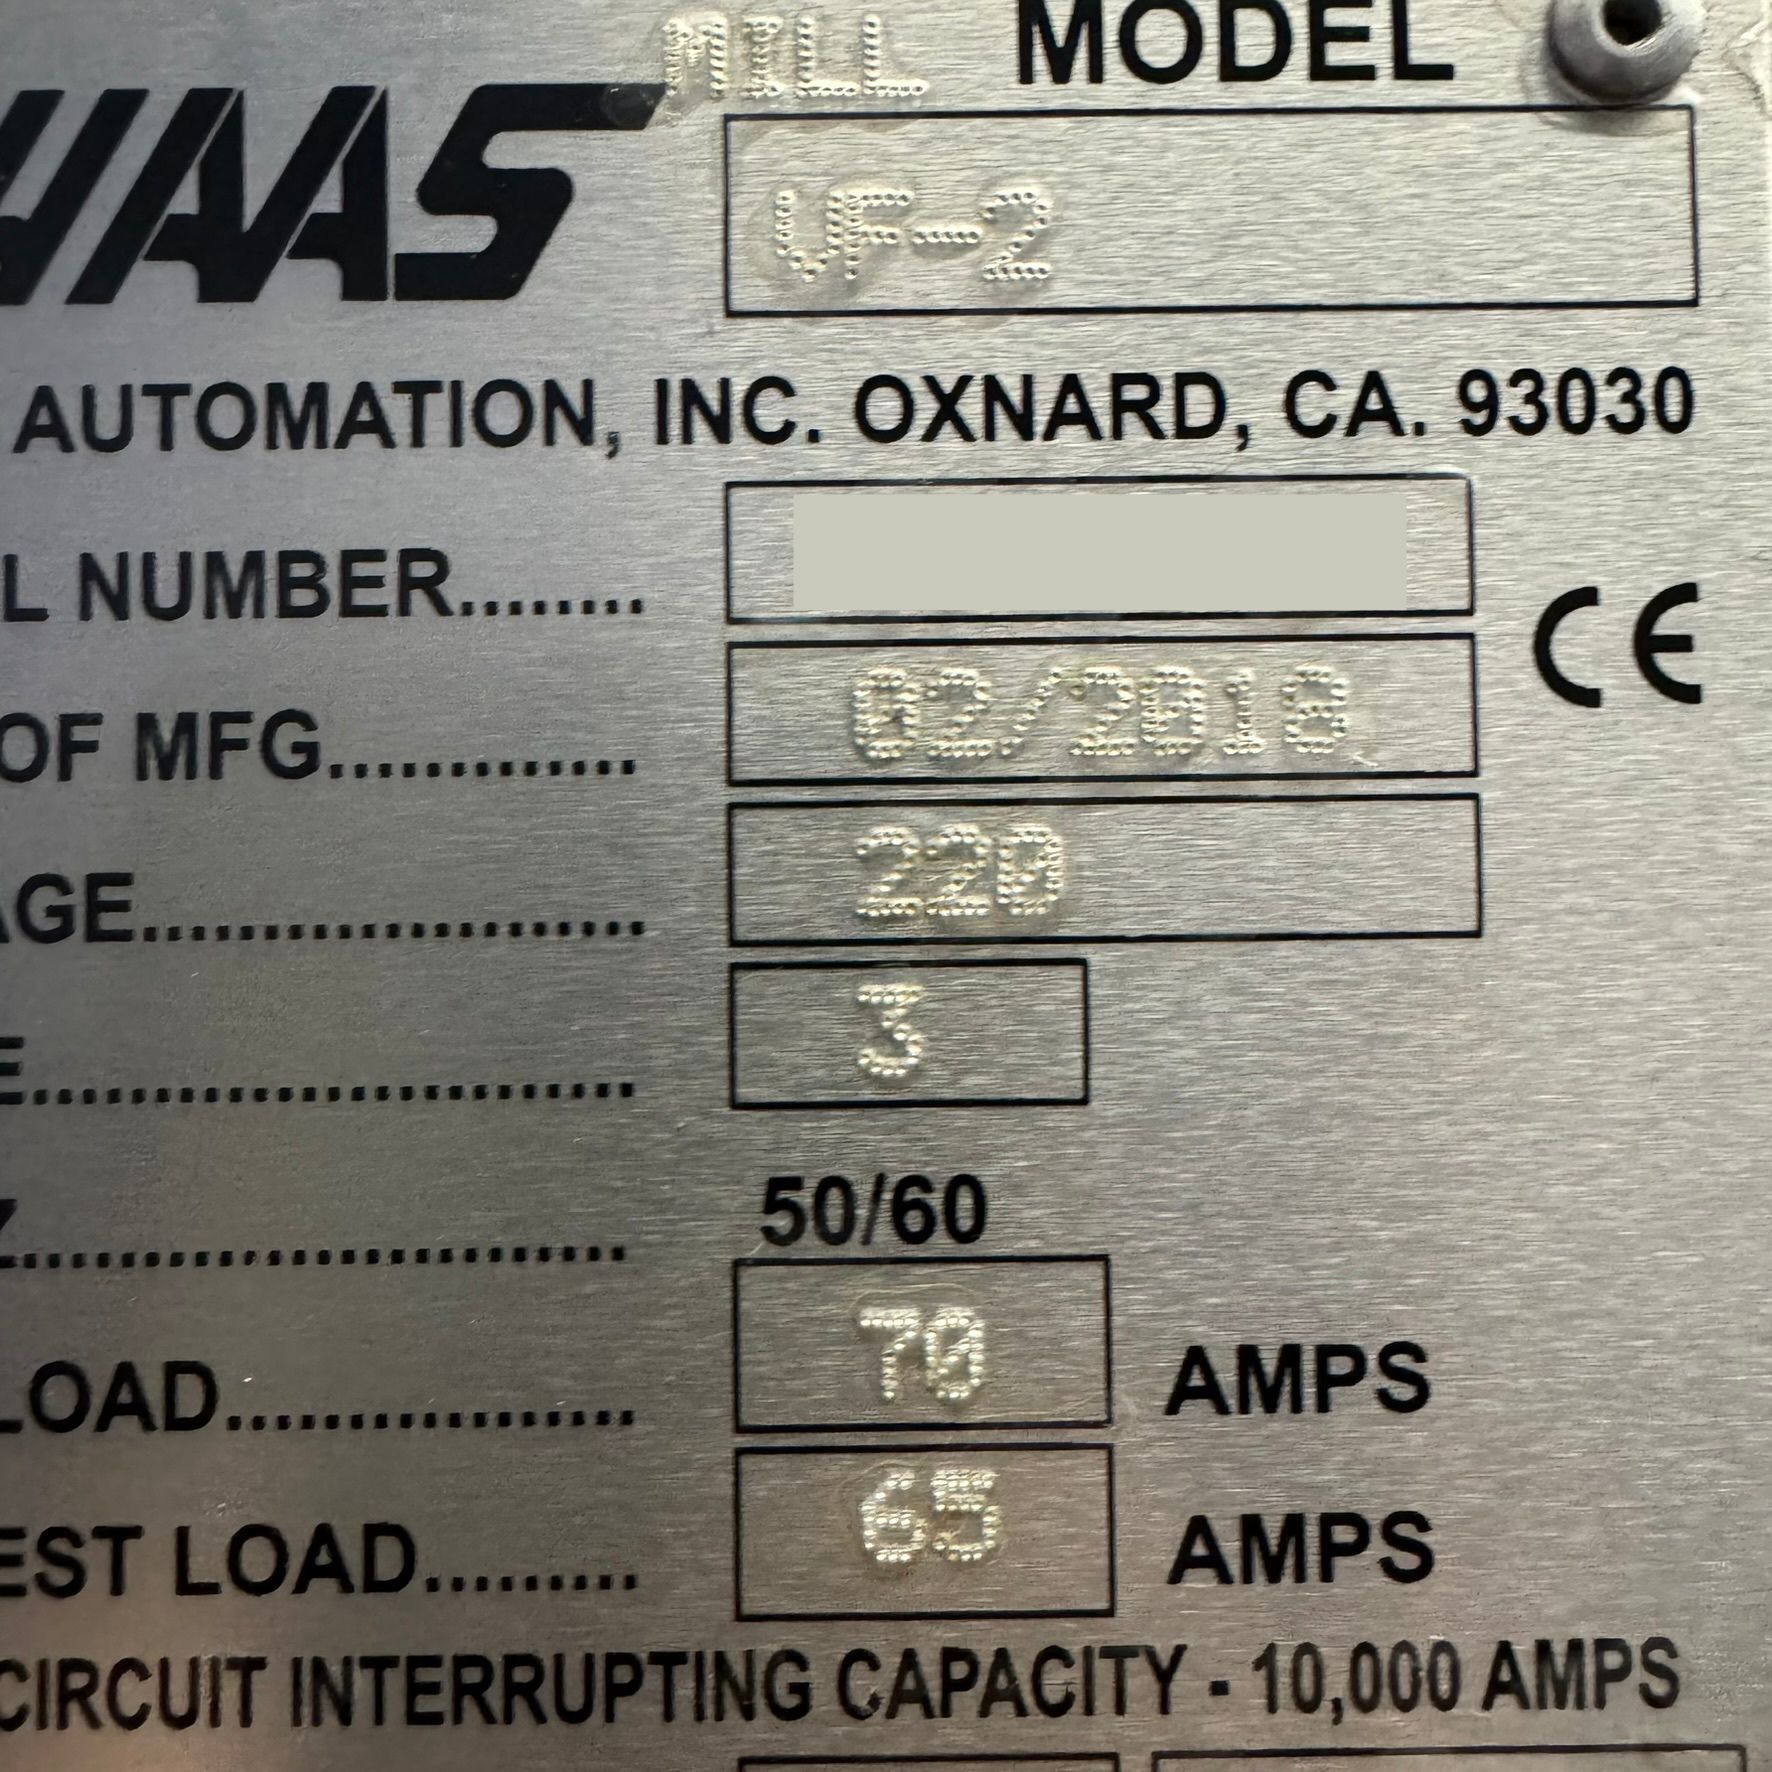 MILL MODEL
HAAS VF-2
AUTOMATION, INC. OXNARD, CA. 93030
L NUMBER........
CE
OF MFG............. 02/2018
AGE..................... 220
E......................... 3
Z.......................... 50/60
LOAD................. 70 AMPS
EST LOAD......... 65 AMPS
CIRCUIT INTERRUPTING CAPACITY - 10,000 AMPS